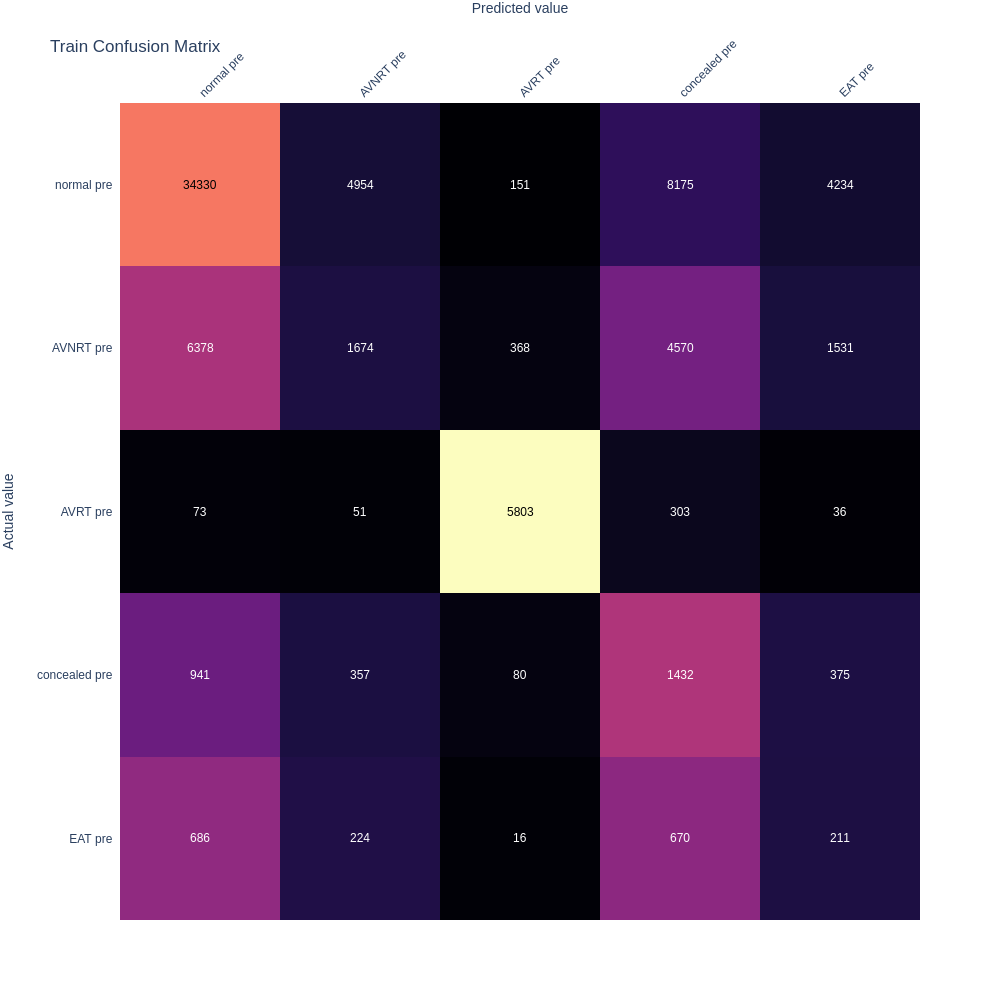 Predicted value
Train Confusion Matrix
normal pre AVNRT pre AVRT pre concealed pre EAT pre
normal pre 34330 4954 151 8175 4234
AVNRT pre 6378 1674 368 4570 1531
Actual value
AVRT pre 73 51 5803 303 36
concealed pre 941 357 80 1432 375
EAT pre 686 224 16 670 211